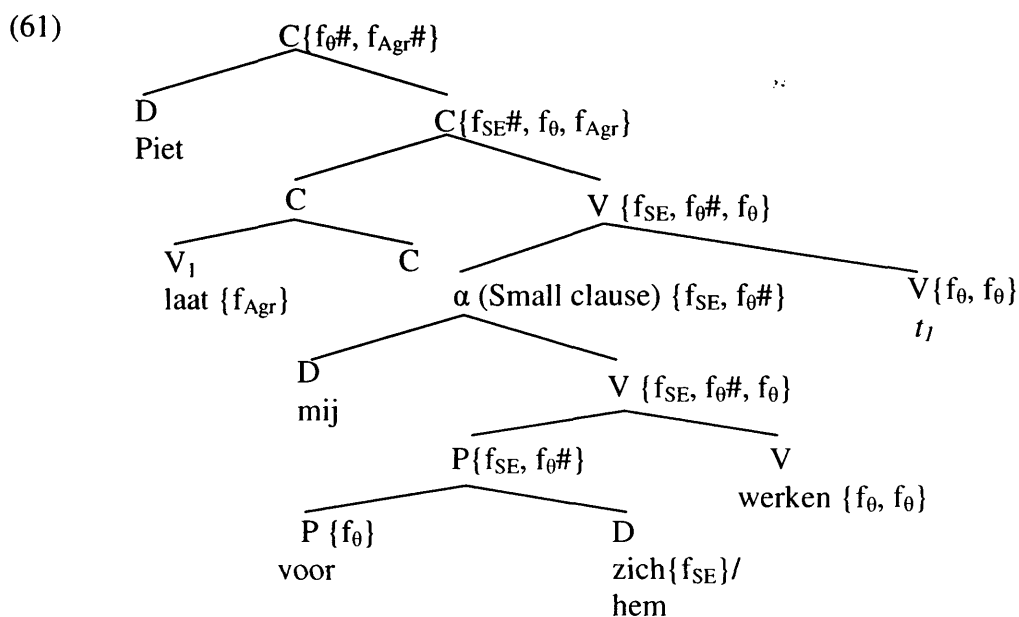 (61)
C{fθ#, fAgr#}
D
Piet
C{fSE#, fθ, fAgr}
C
V {fSE, fθ#, fθ}
V1
laat {fAgr}
C
α (Small clause) {fSE, fθ#}
V{fθ, fθ}
t1
D
mij
V {fSE, fθ#, fθ}
P{fSE, fθ#}
V
werken {fθ, fθ}
P {fθ}
voor
D
zich{fSE}/
hem